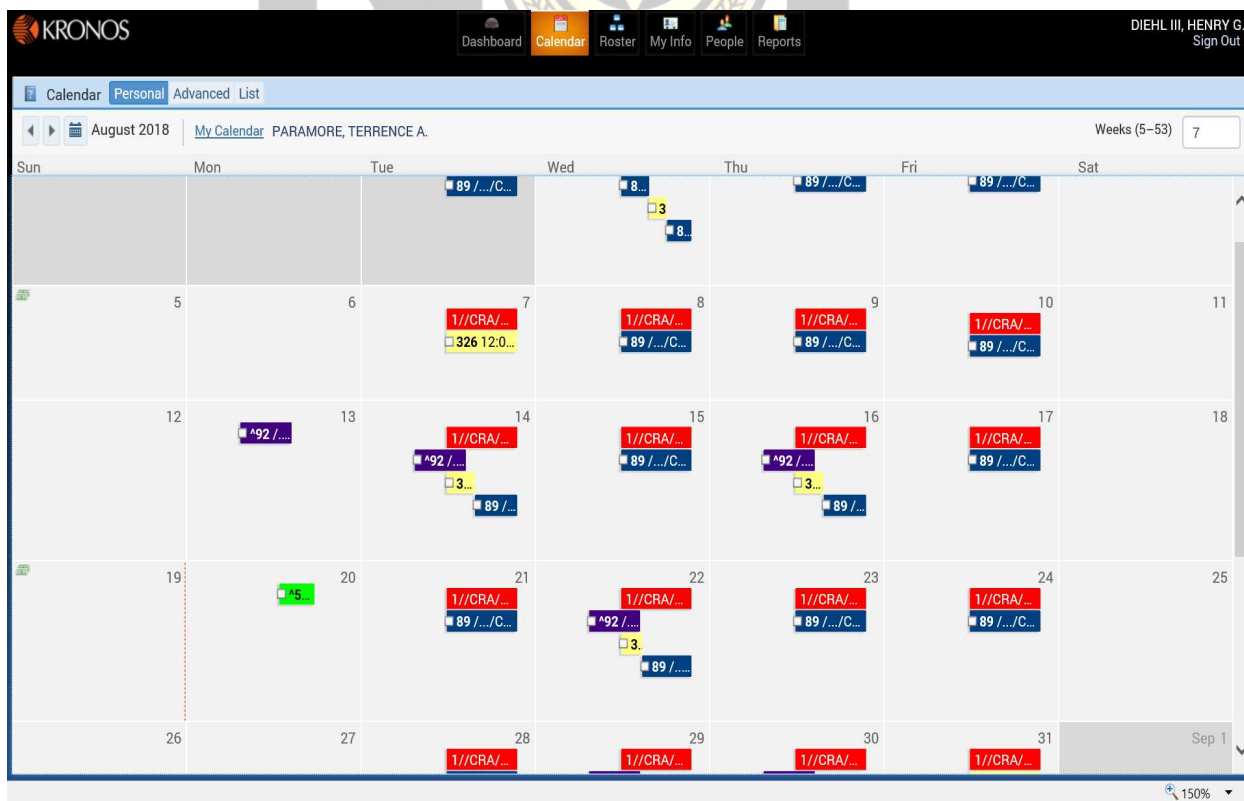 KRONOS
Dashboard Calendar Roster My Info People Reports
DIEHL III, HENRY G.
Sign Out
Calendar Personal Advanced List
August 2018 My Calendar PARAMORE, TERRENCE A. Weeks (5–53) 7
Sun Mon Tue Wed Thu Fri Sat
89 /.../C... 8... 89 /.../C... 89 /.../C...
3
8...
5 6 7 8 9 10 11
1//CRA/... 1//CRA/... 1//CRA/... 1//CRA/...
326 12:0... 89 /.../C... 89 /.../C... 89 /.../C...
12 13 14 15 16 17 18
^92 /.... 1//CRA/... 1//CRA/... 1//CRA/... 1//CRA/...
^92 /.... 89 /.../C... ^92 /.... 89 /.../C...
3... 3...
89 /... 89 /...
19 20 21 22 23 24 25
^5... 1//CRA/... 1//CRA/... 1//CRA/... 1//CRA/...
89 /.../C... ^92 /.... 89 /.../C... 89 /.../C...
3.
89 /.....
26 27 28 29 30 31 Sep 1
1//CRA/... 1//CRA/... 1//CRA/... 1//CRA/...
150%